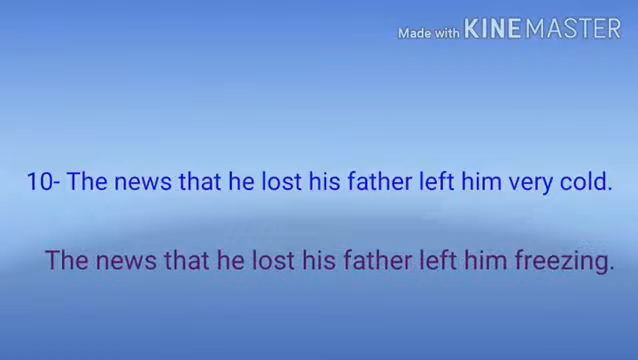 Made with KINEMASTER
10- The news that he lost his father left him very cold.
The news that he lost his father left him freezing.